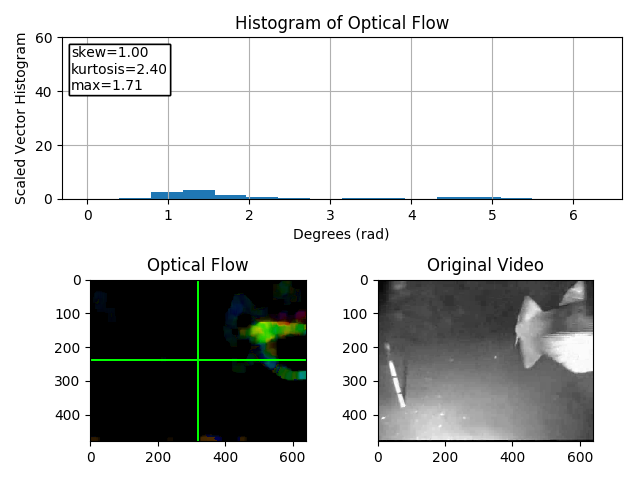 Histogram of Optical Flow
60
40
20
0
Scaled Vector Histogram
skew=1.00
kurtosis=2.40
max=1.71
0 1 2 3 4 5 6
Degrees (rad)
Optical Flow
0
100
200
300
400
0 200 400 600
Original Video
0
100
200
300
400
0 200 400 600